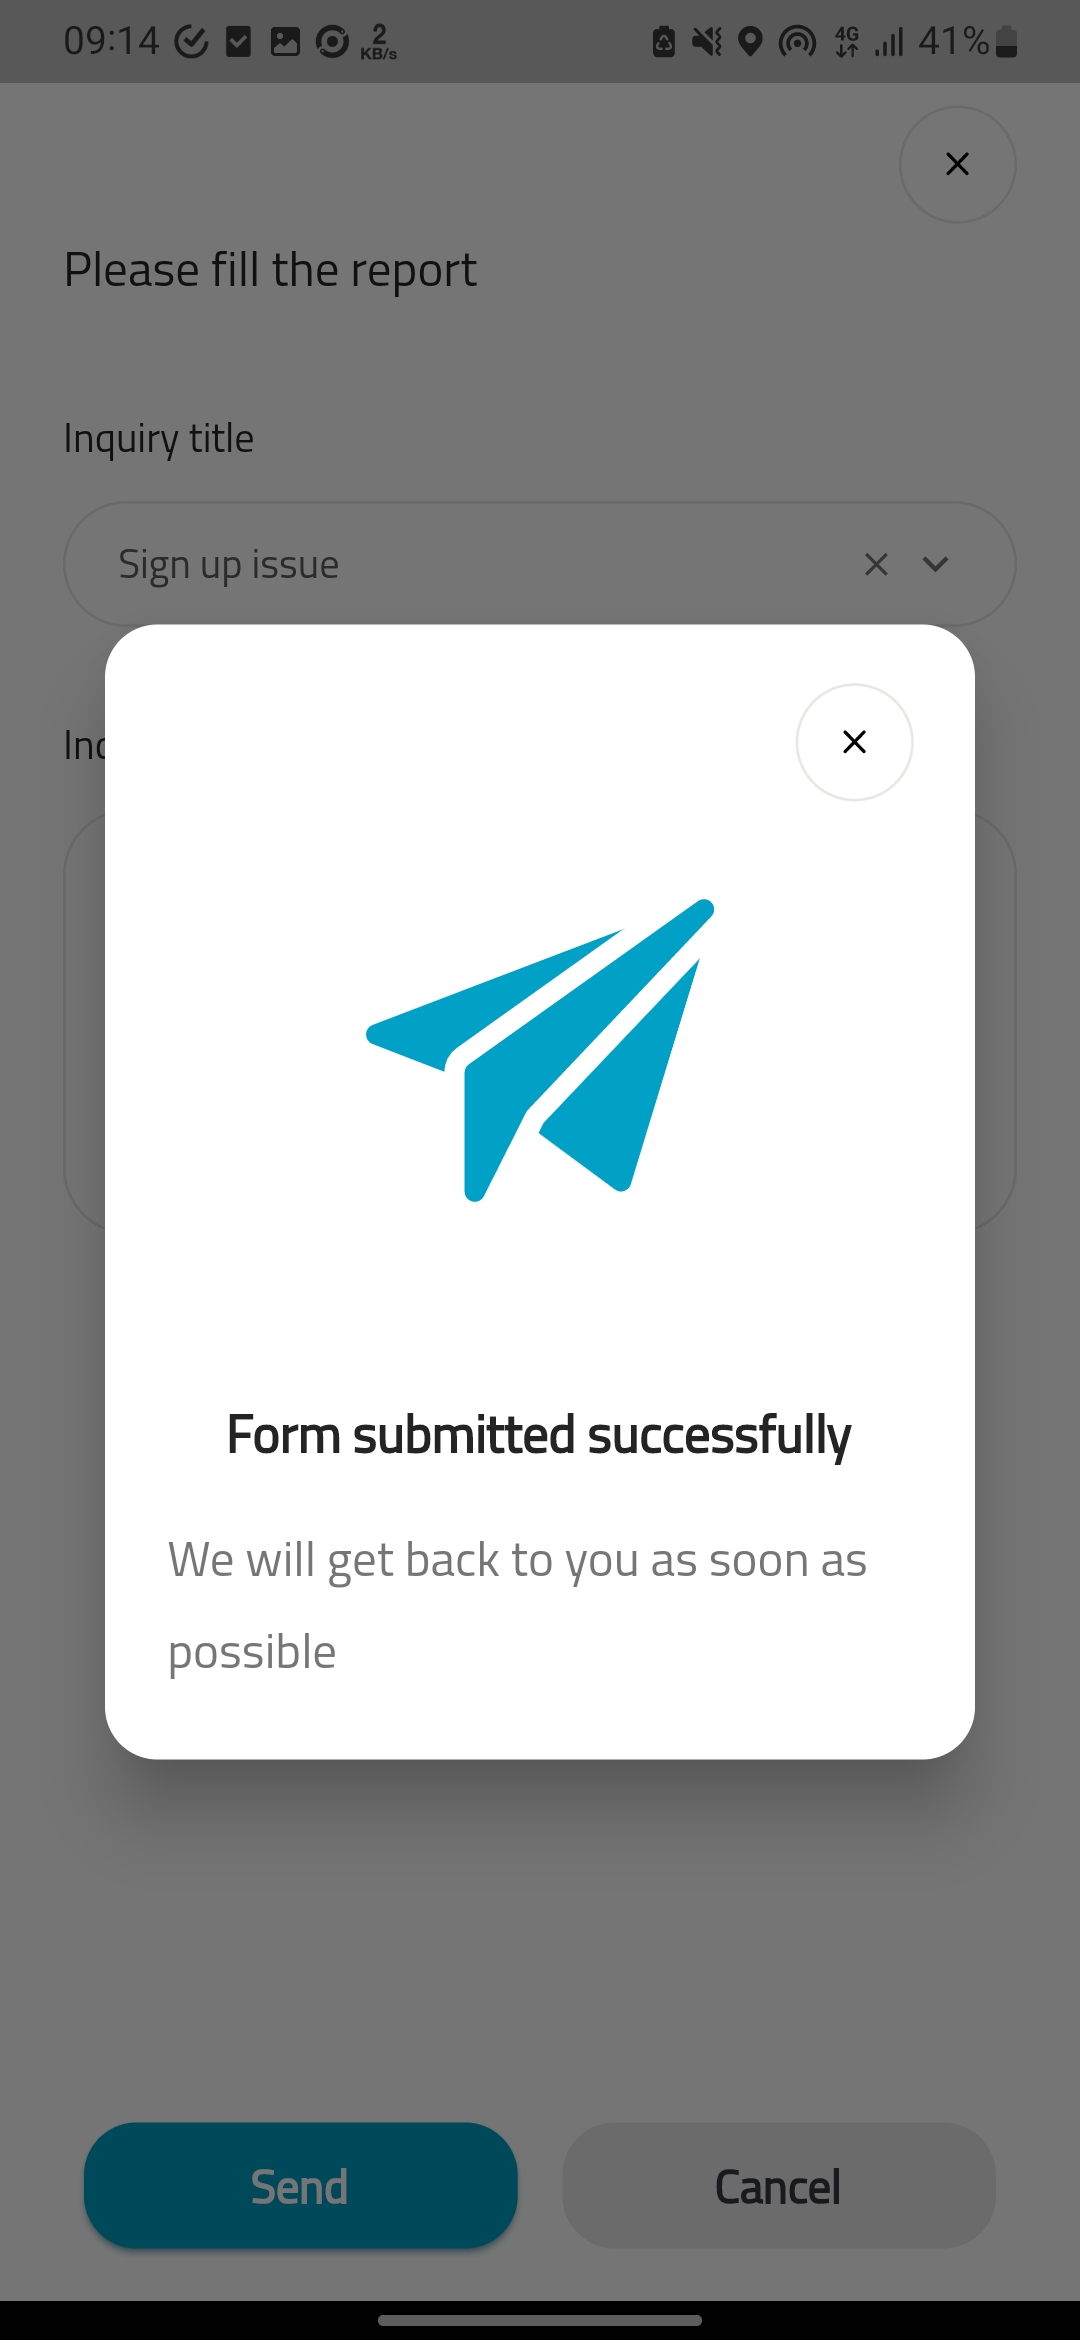 09:14 2 KB/s 4G 41%
Please fill the report
Inquiry title
Sign up issue
Inq
Form submitted successfully
We will get back to you as soon as
possible
Send
Cancel